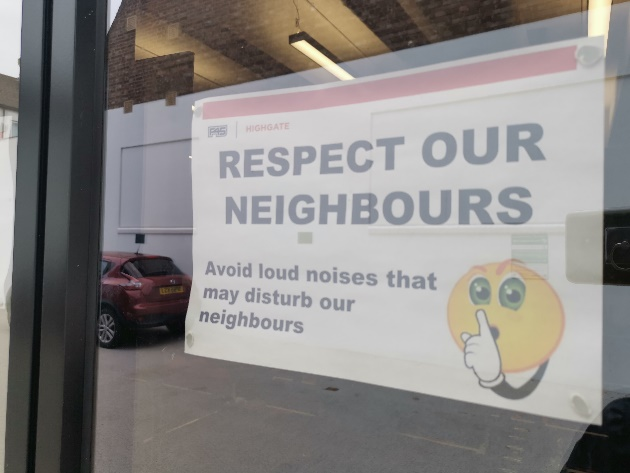 HIGHGATE
RESPECT OUR
NEIGHBOURS
Avoid loud noises that
may disturb our
neighbours